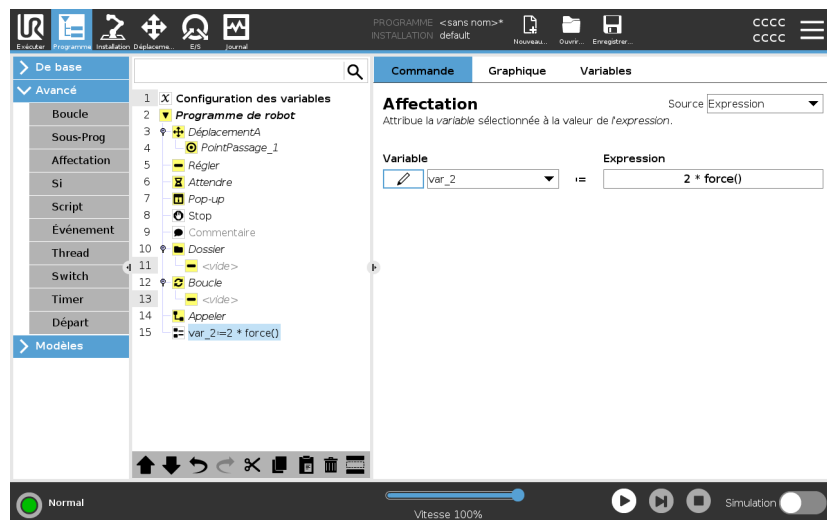 PROGRAMME <sans nom>*
INSTALLATION default
Exécuter Programme Installation Déplaceme... E/S Journal Nouveau... Ouvrir... Enregistrer...
CCCC
CCCC
De base
Avancé
Boucle
Sous-Prog
Affectation
Si
Script
Événement
Thread
Switch
Timer
Départ
Modèles
1 X Configuration des variables
2 Programme de robot
3 DéplacementA
4 PointPassage_1
5 Régler
6 Attendre
7 Pop-up
8 Stop
9 Commentaire
10 Dossier
11 <vide>
12 Boucle
13 <vide>
14 Appeler
15 var_2≔2 * force()
Commande Graphique Variables
Affectation
Source Expression
Attribue la variable sélectionnée à la valeur de l'expression.
Variable Expression
var_2 ≔ 2 * force()
Normal
Vitesse 100%
Simulation